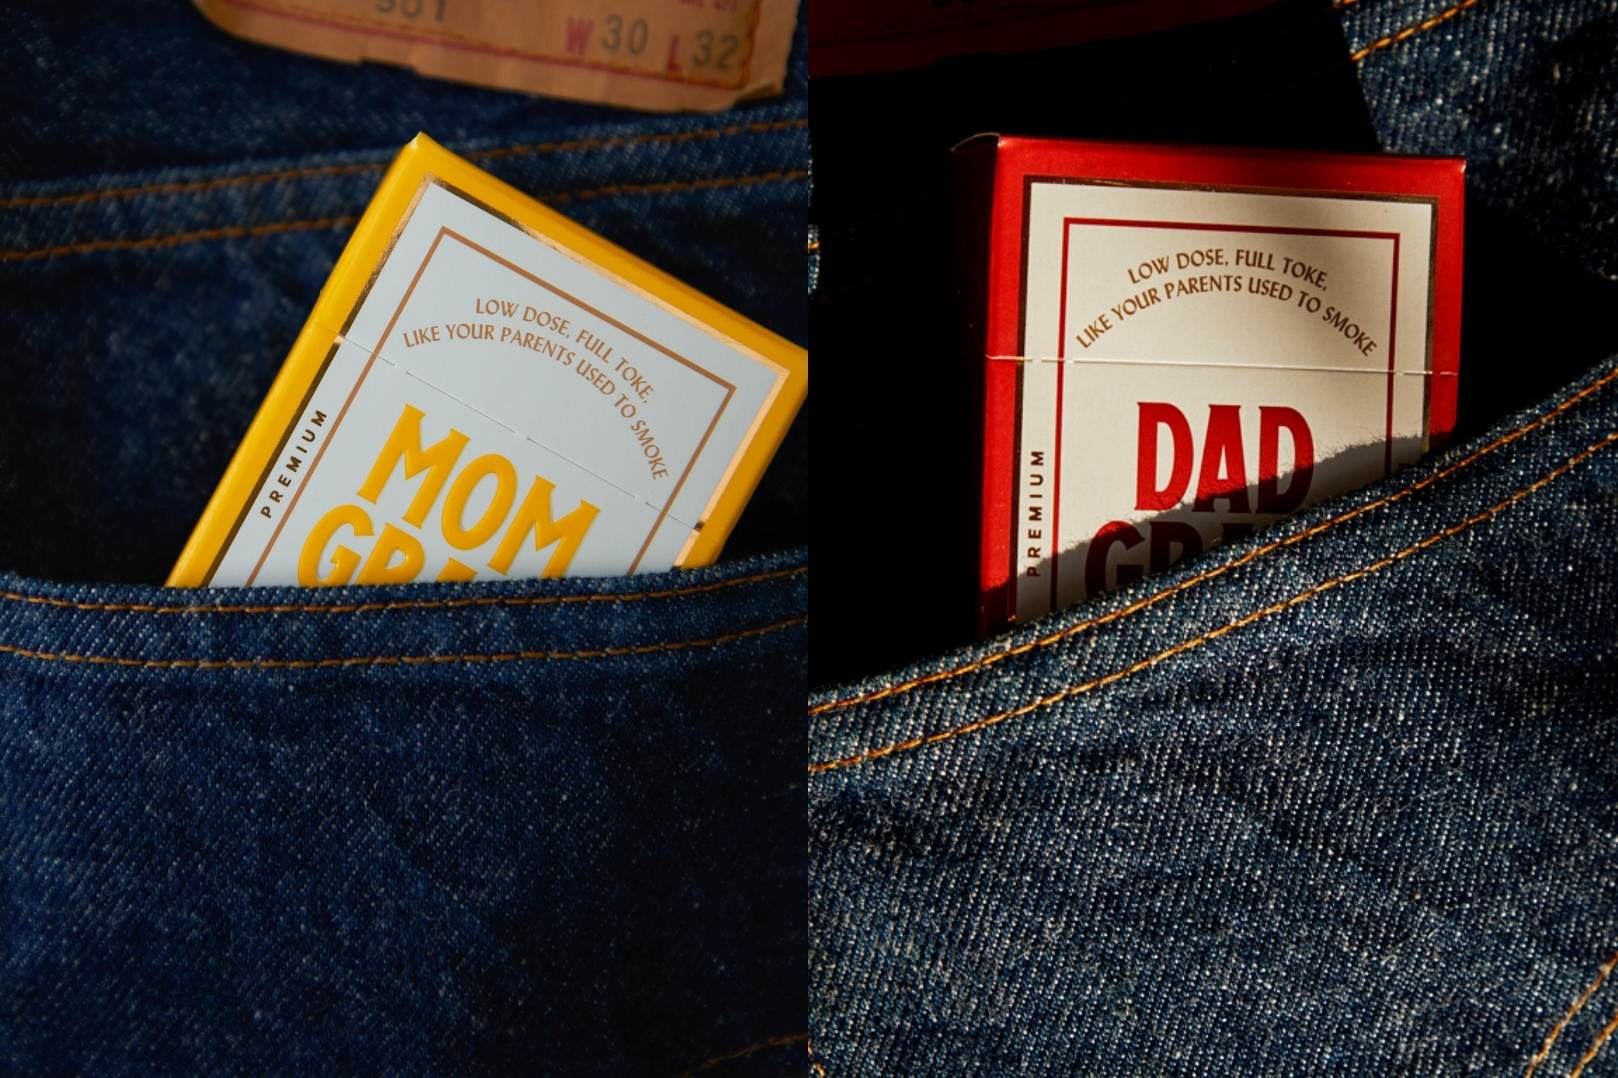 501
W30 L32
LOW DOSE, FULL TOKE,
LIKE YOUR PARENTS USED TO SMOKE
PREMIUM
MOM
LOW DOSE, FULL TOKE,
LIKE YOUR PARENTS USED TO SMOKE
PREMIUM
DAD